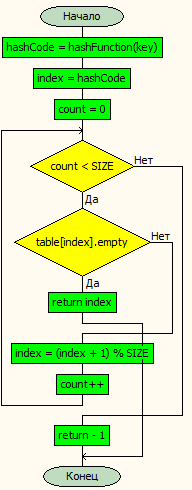 Начало
hashCode = hashFunction(key)
index = hashCode
count = 0
count < SIZE
Нет
Да
table[index].empty
Нет
Да
return index
index = (index + 1) % SIZE
count++
return - 1
Конец